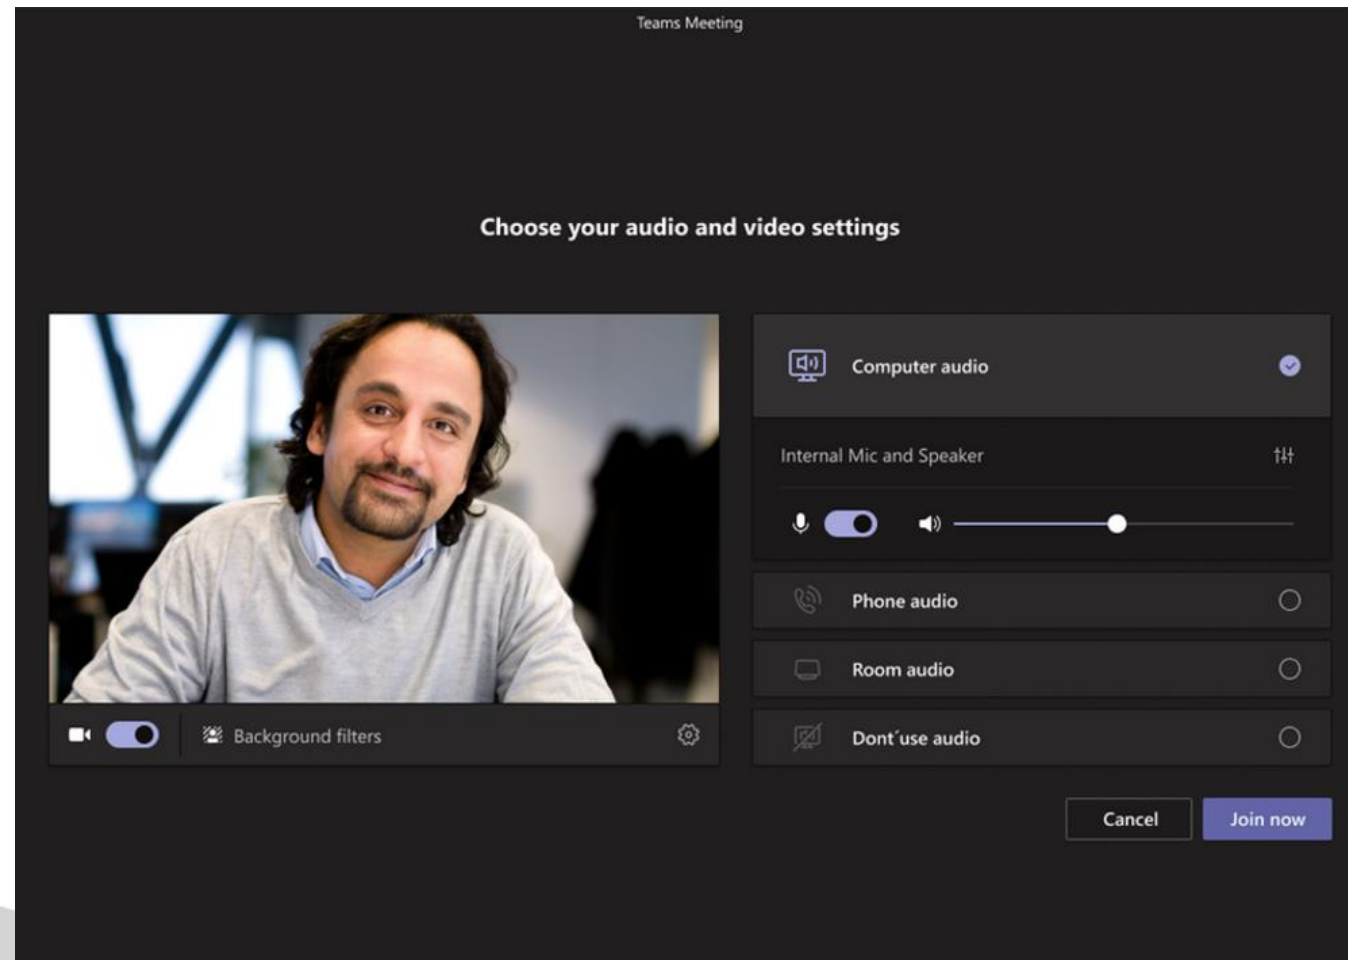 Teams Meeting
Choose your audio and video settings
Computer audio
Internal Mic and Speaker
Phone audio
Room audio
Dont´use audio
Background filters
Cancel
Join now